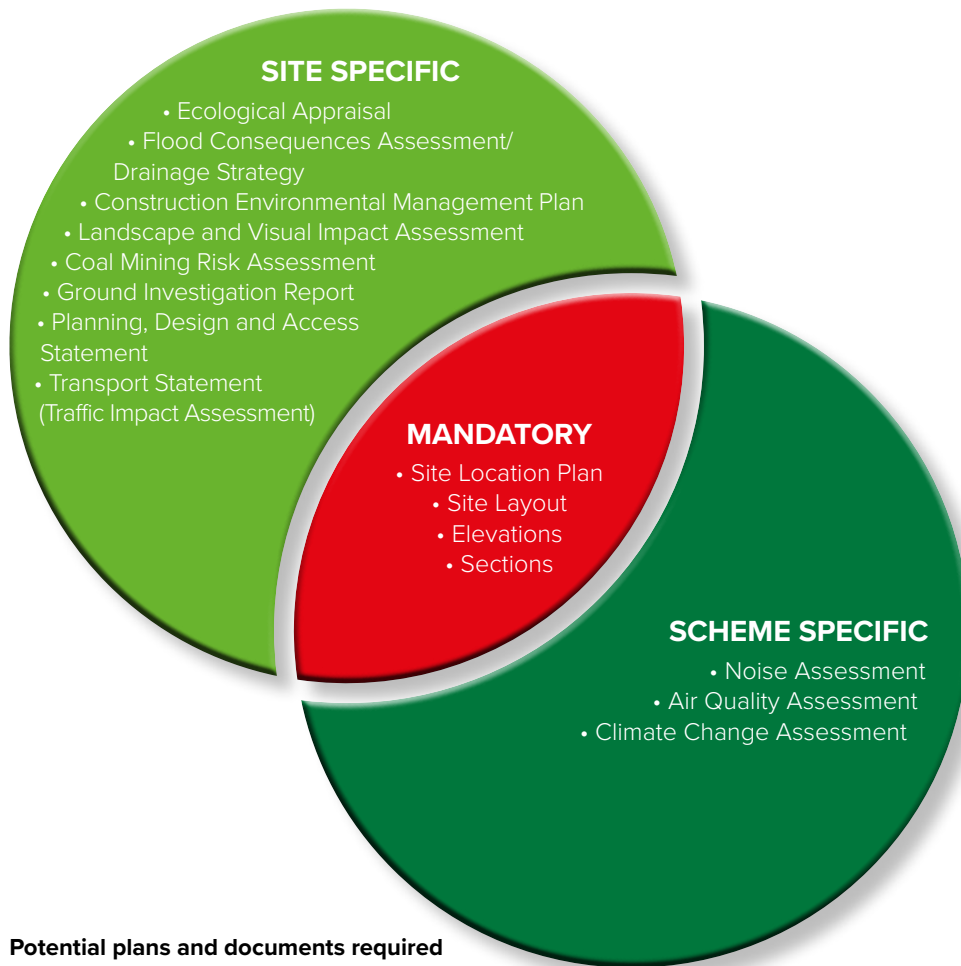 SITE SPECIFIC
• Ecological Appraisal
• Flood Consequences Assessment/
Drainage Strategy
• Construction Environmental Management Plan
• Landscape and Visual Impact Assessment
• Coal Mining Risk Assessment
• Ground Investigation Report
• Planning, Design and Access
Statement
• Transport Statement
(Traffic Impact Assessment)
MANDATORY
• Site Location Plan
• Site Layout
• Elevations
• Sections
SCHEME SPECIFIC
• Noise Assessment
• Air Quality Assessment
• Climate Change Assessment
Potential plans and documents required